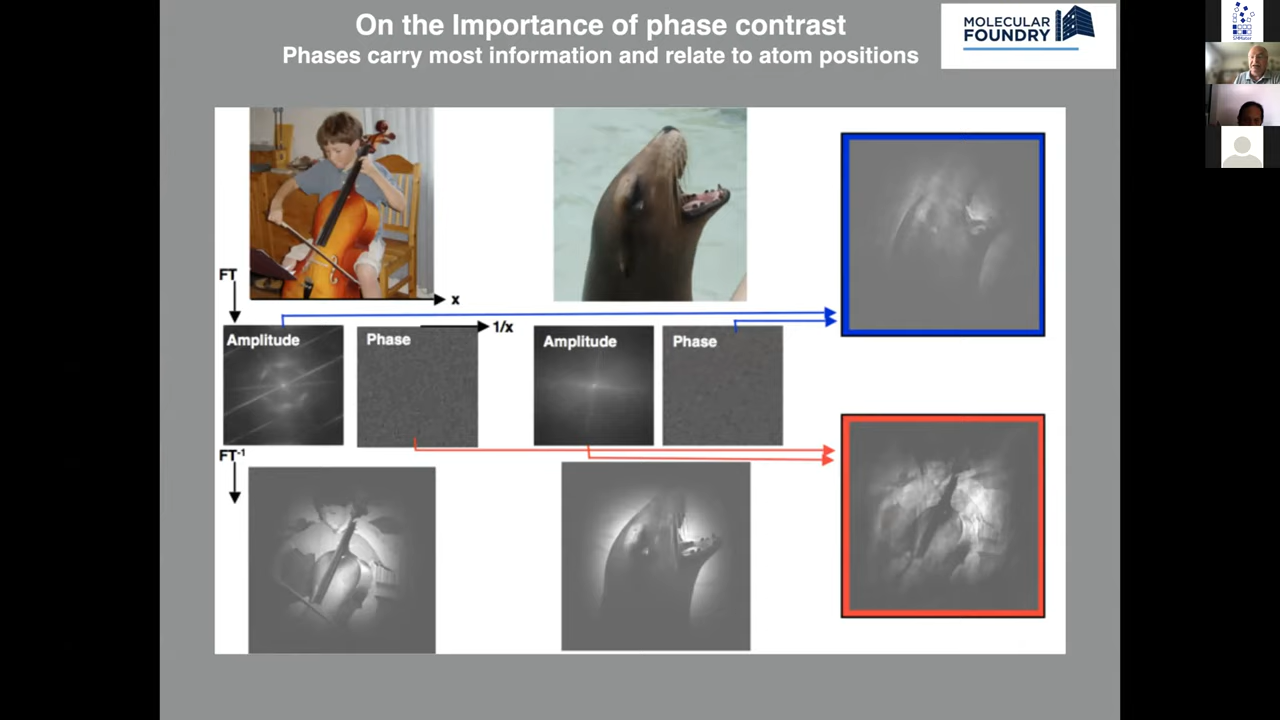 On the Importance of phase contrast
Phases carry most information and relate to atom positions
MOLECULAR
FOUNDRY
FT
x
1/x
Amplitude
Phase
Amplitude
Phase
FT-1